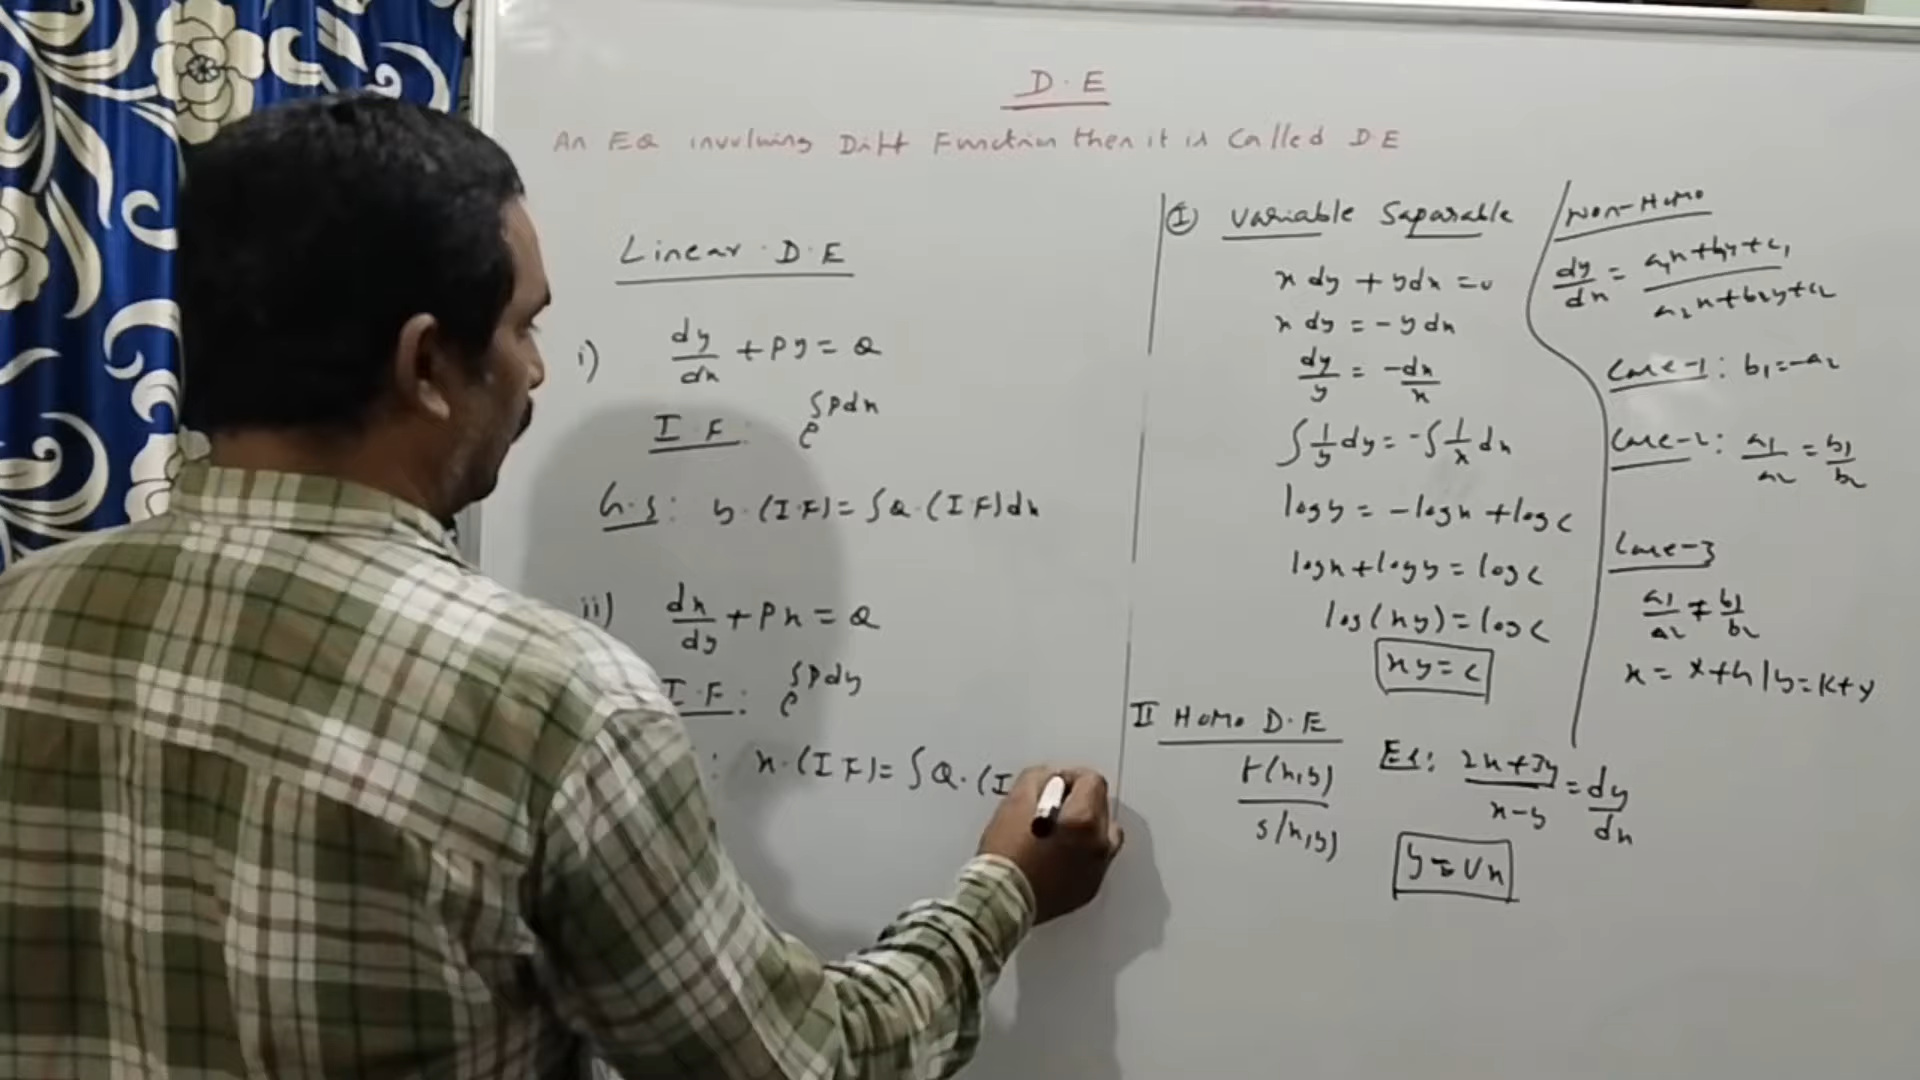 D.E
An EQ involving Diff Function then it is Called D.E
Linear D.E
i) dy/dx + Py = Q
I.F: e^∫Pdx
G.S: y.(I.F) = ∫Q.(I.F)dx
ii) dx/dy + Px = Q
I.F: e^∫Pdy
: x.(I.F) = ∫Q.(I
I Variable Saparable
x dy + ydx = 0
x dy = -y dx
dy/y = -dx/x
∫1/y dy = -∫1/x dx
log y = -log x + log c
log x + log y = log c
log(xy) = log c
xy = c
II Homo D.E
f(x,y)/g(x,y)
Ex: 2x+3y/x-y = dy/dx
y = vx
Non-Homo
dy/dx = a₁x+b₁y+c₁/a₂x+b₂y+c₂
Case-1: b₁ = -a₂
Case-2: a₁/a₂ = b₁/b₂
Case-3
a₁/a₂ ≠ b₁/b₂
x = X+h | y = k+Y